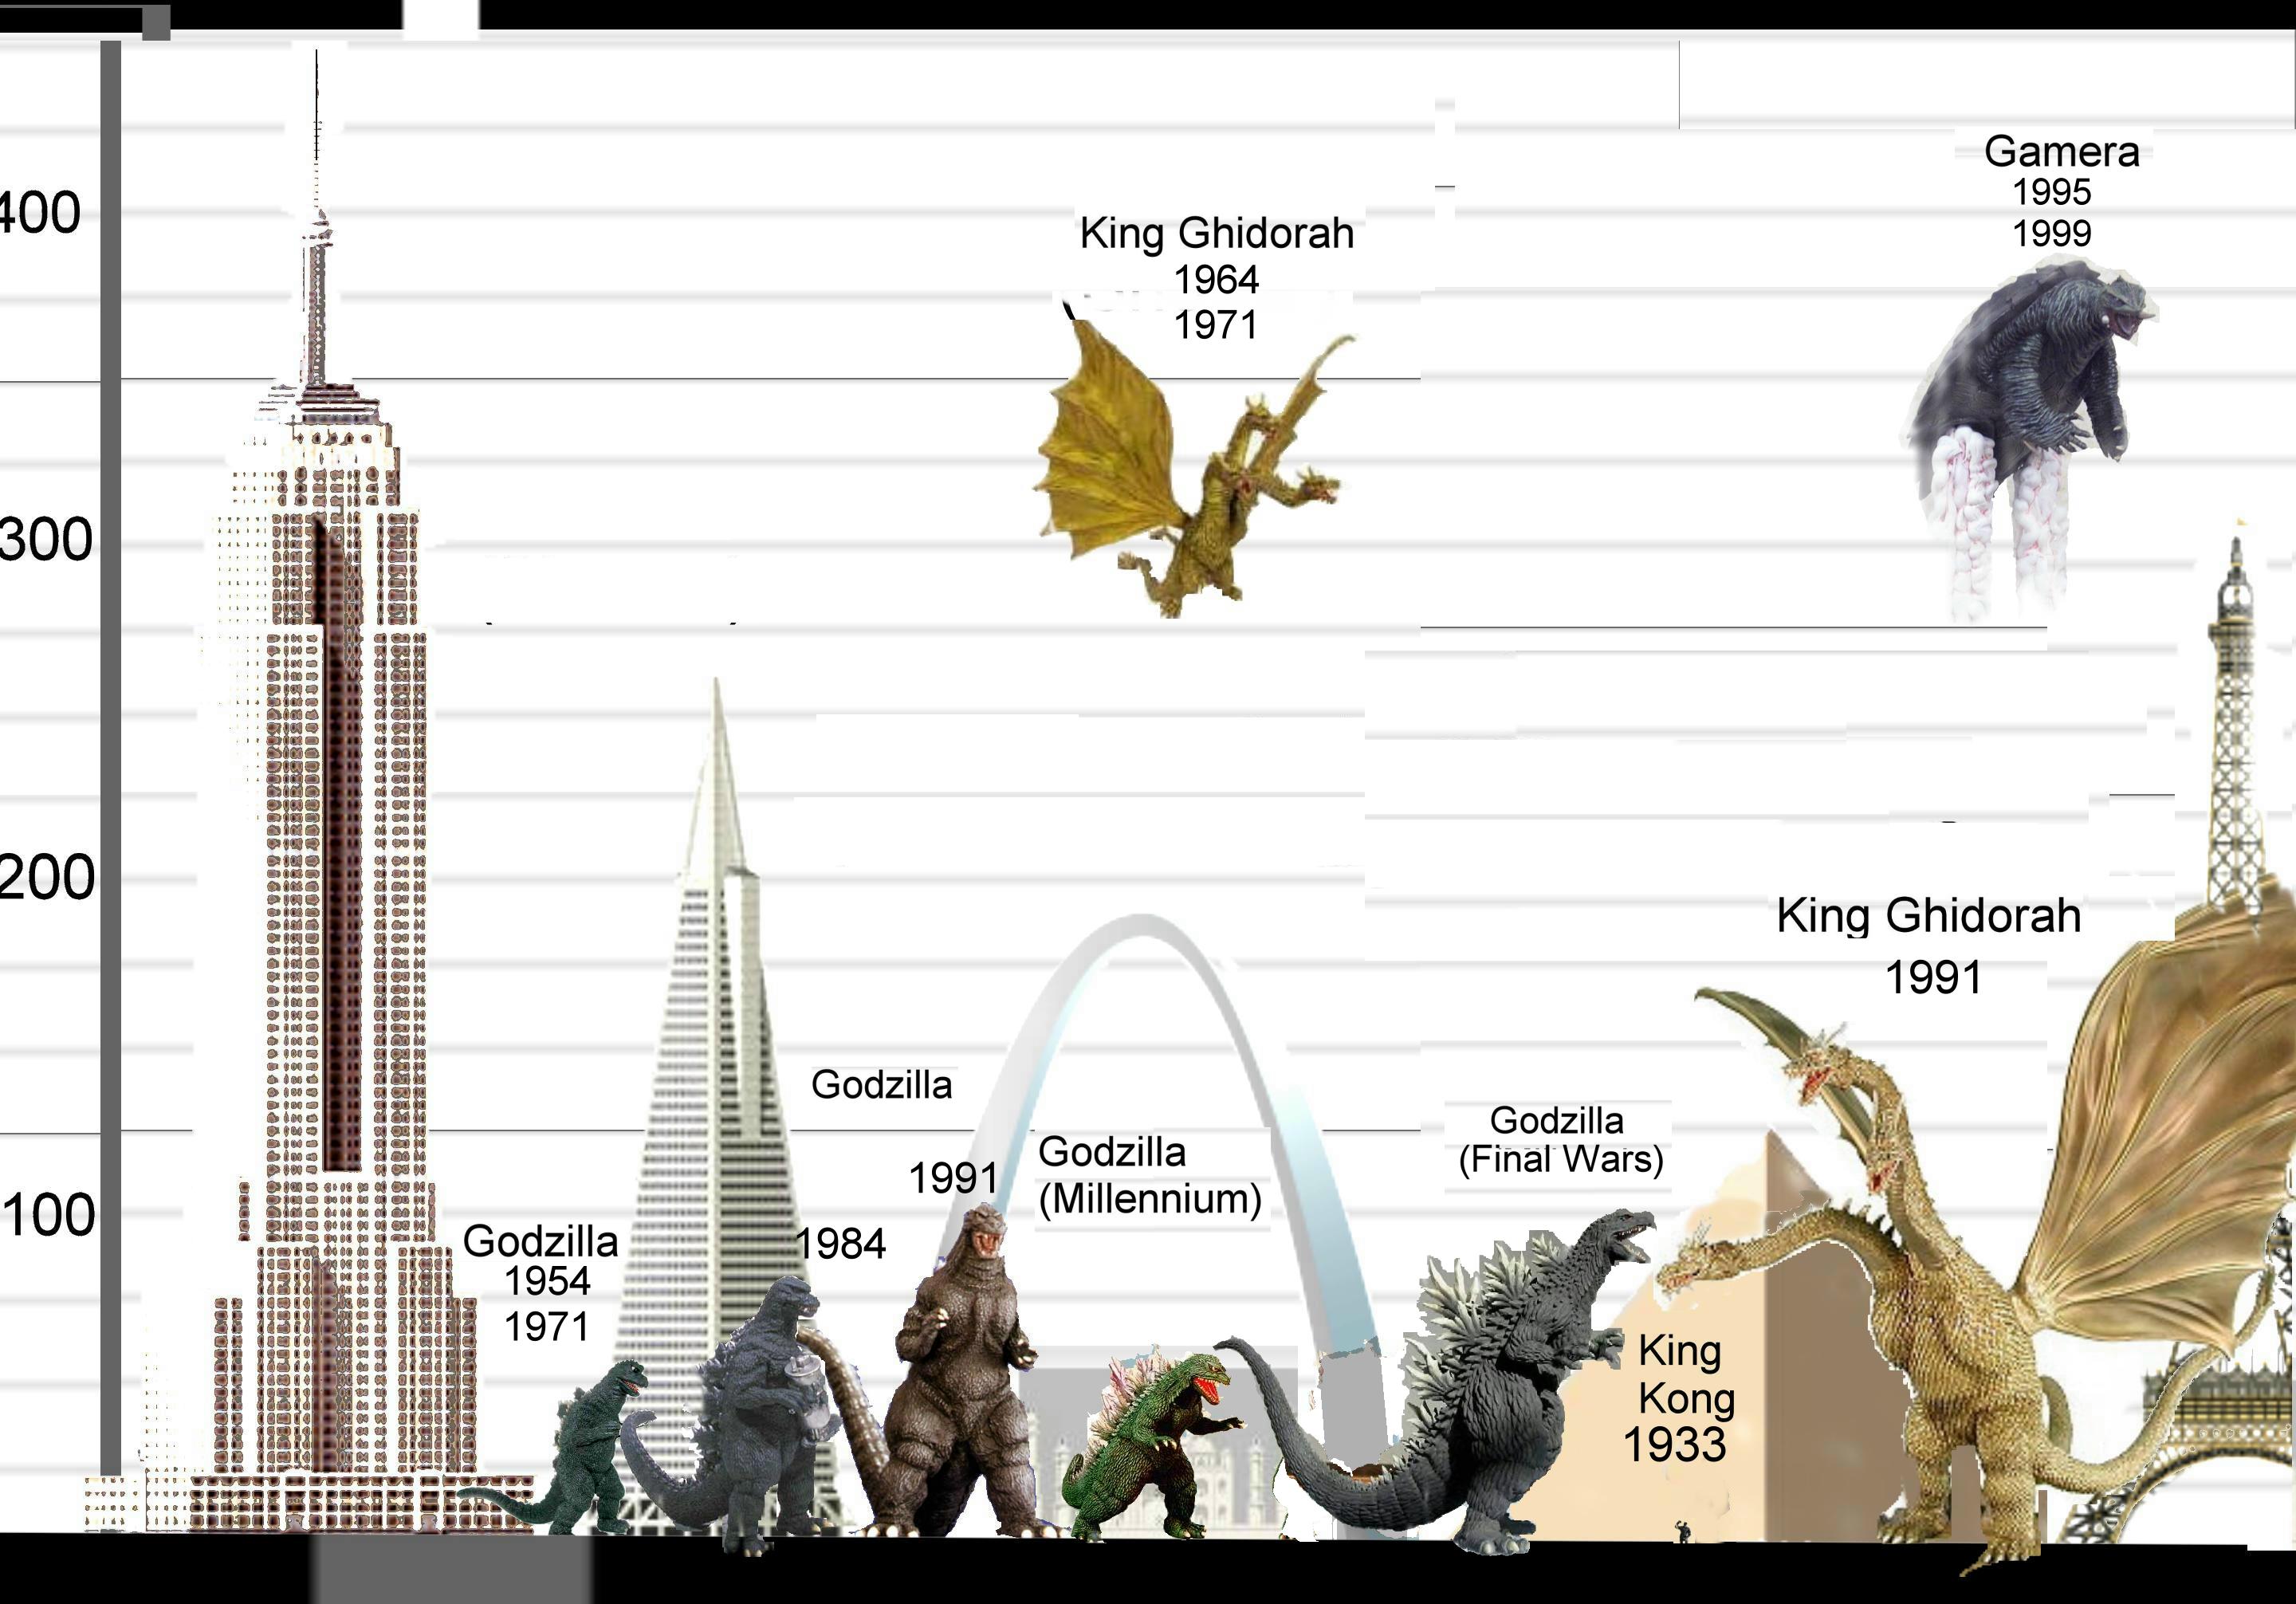 400
300
200
100
King Ghidorah
1964
1971
Gamera
1995
1999
King Ghidorah
1991
Godzilla
1954
1971
Godzilla
1984
1991
Godzilla
(Millennium)
Godzilla
(Final Wars)
King
Kong
1933